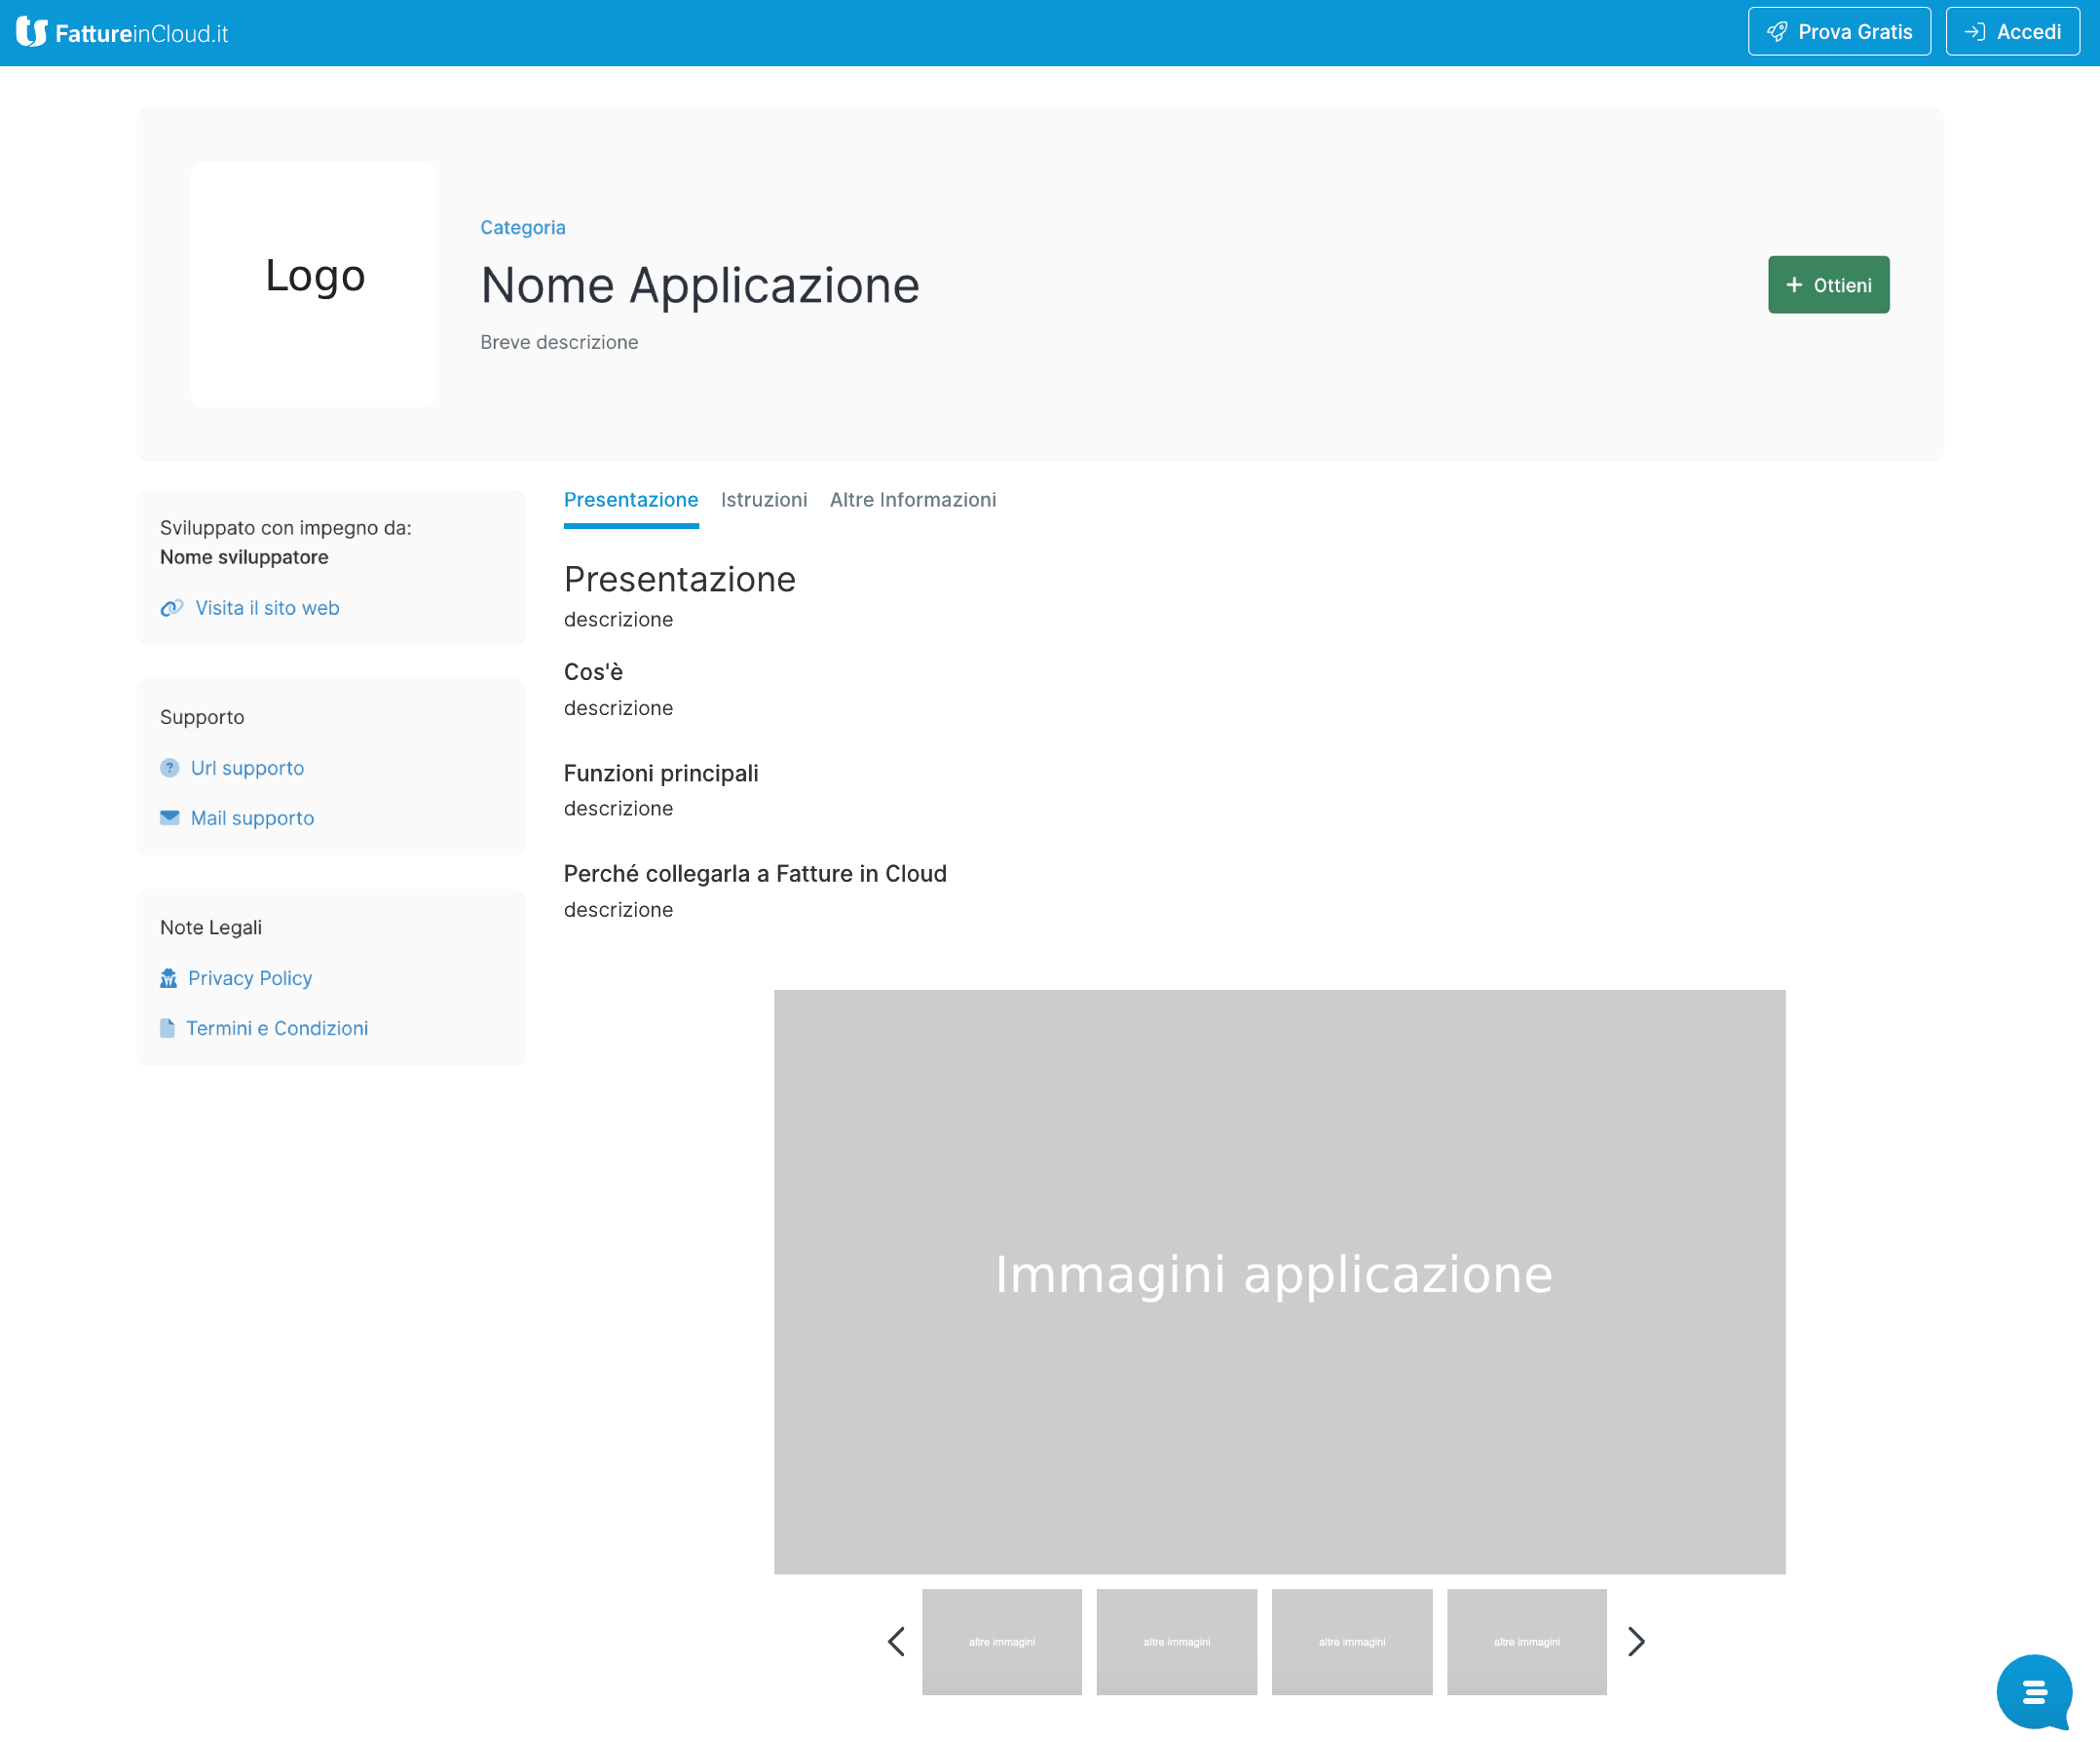 FattureinCloud.it
Prova Gratis
Accedi
Logo
Categoria
Nome Applicazione
Breve descrizione
Ottieni
Sviluppato con impegno da:
Nome sviluppatore
Visita il sito web
Supporto
Url supporto
Mail supporto
Note Legali
Privacy Policy
Termini e Condizioni
Presentazione Istruzioni Altre Informazioni
Presentazione
descrizione
Cos'è
descrizione
Funzioni principali
descrizione
Perché collegarla a Fatture in Cloud
descrizione
Immagini applicazione
altre immagini altre immagini altre immagini altre immagini